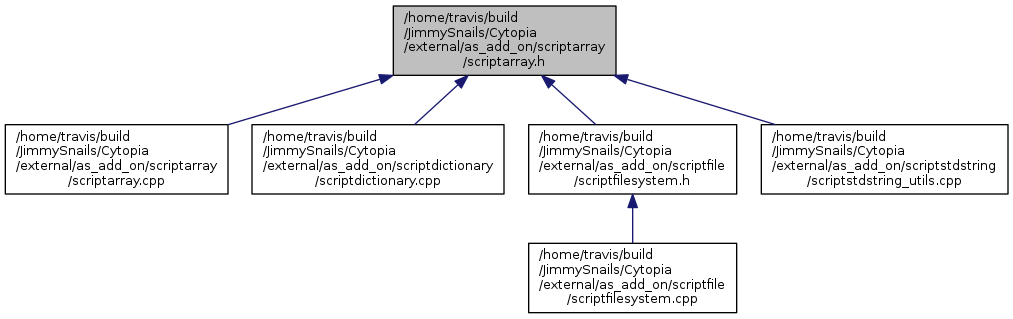 /home/travis/build
/JimmySnails/Cytopia
/external/as_add_on/scriptarray
/scriptarray.h
/home/travis/build
/JimmySnails/Cytopia
/external/as_add_on/scriptarray
/scriptarray.cpp
/home/travis/build
/JimmySnails/Cytopia
/external/as_add_on/scriptdictionary
/scriptdictionary.cpp
/home/travis/build
/JimmySnails/Cytopia
/external/as_add_on/scriptfile
/scriptfilesystem.h
/home/travis/build
/JimmySnails/Cytopia
/external/as_add_on/scriptstdstring
/scriptstdstring_utils.cpp
/home/travis/build
/JimmySnails/Cytopia
/external/as_add_on/scriptfile
/scriptfilesystem.cpp